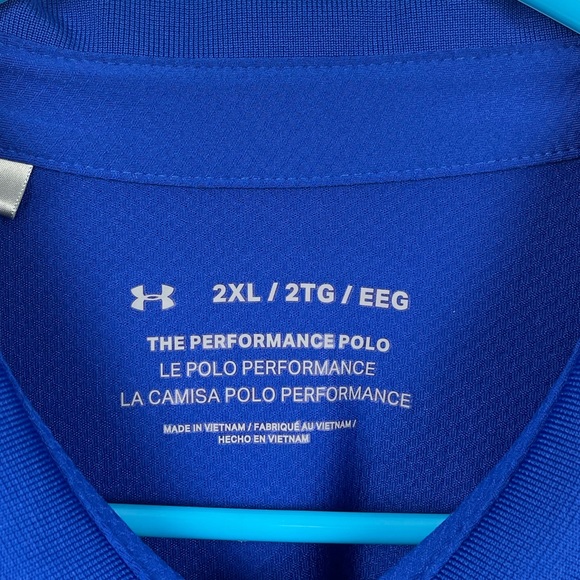 2XL / 2TG / EEG
THE PERFORMANCE POLO
LE POLO PERFORMANCE
LA CAMISA POLO PERFORMANCE
MADE IN VIETNAM / FABRIQUÉ AU VIETNAM /
HECHO EN VIETNAM